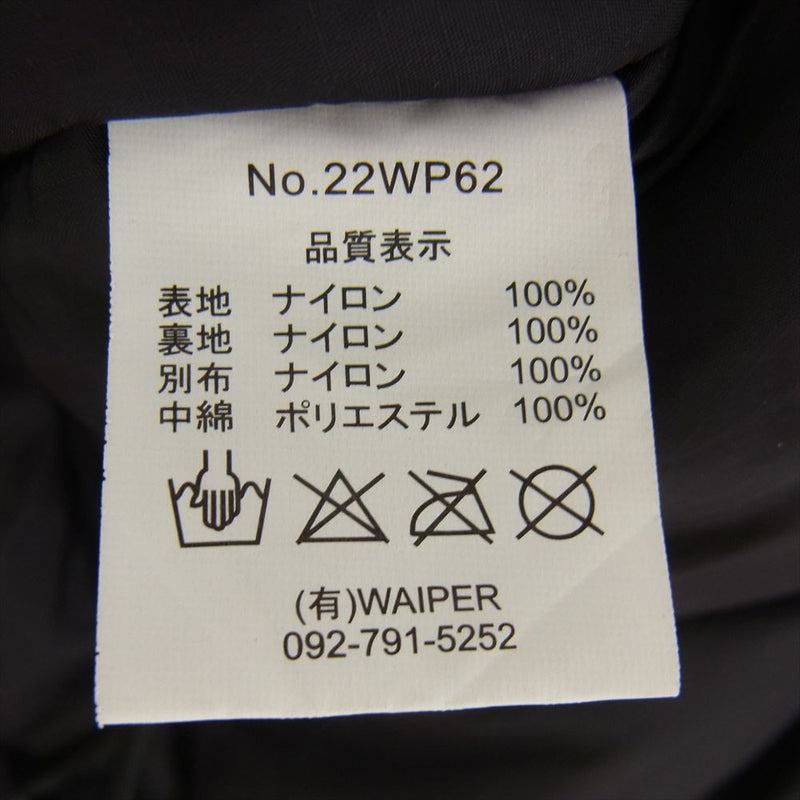 No.22WP62
品質表示
表地 ナイロン 100%
裏地 ナイロン 100%
別布 ナイロン 100%
中綿 ポリエステル 100%
(有)WAIPER
092-791-5252